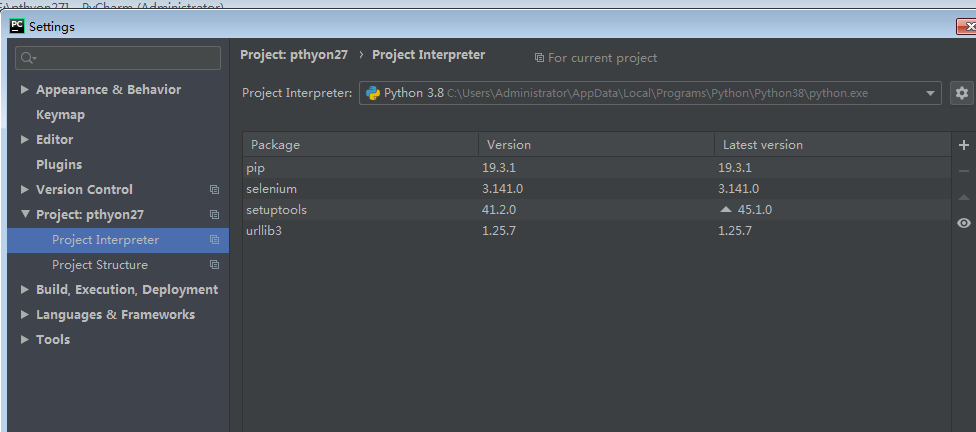 pthyon27] - PyCharm (Administrator)
PC Settings
Project: pthyon27 › Project Interpreter For current project
Project Interpreter: Python 3.8 C:\Users\Administrator\AppData\Local\Programs\Python\Python38\python.exe
Appearance & Behavior
Keymap
Editor
Plugins
Version Control
Project: pthyon27
Project Interpreter
Project Structure
Build, Execution, Deployment
Languages & Frameworks
Tools
Package Version Latest version
pip 19.3.1 19.3.1
selenium 3.141.0 3.141.0
setuptools 41.2.0 45.1.0
urllib3 1.25.7 1.25.7